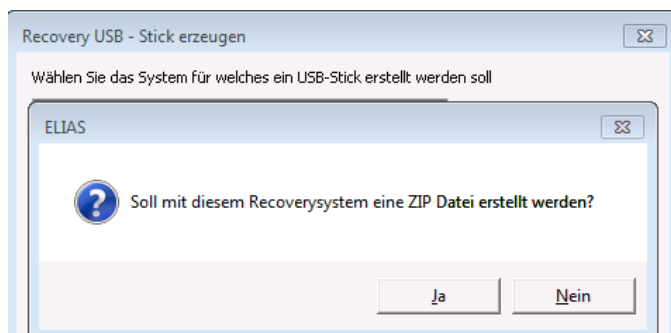 Recovery USB - Stick erzeugen
Wählen Sie das System für welches ein USB-Stick erstellt werden soll
ELIAS
Soll mit diesem Recoverysystem eine ZIP Datei erstellt werden?
Ja
Nein